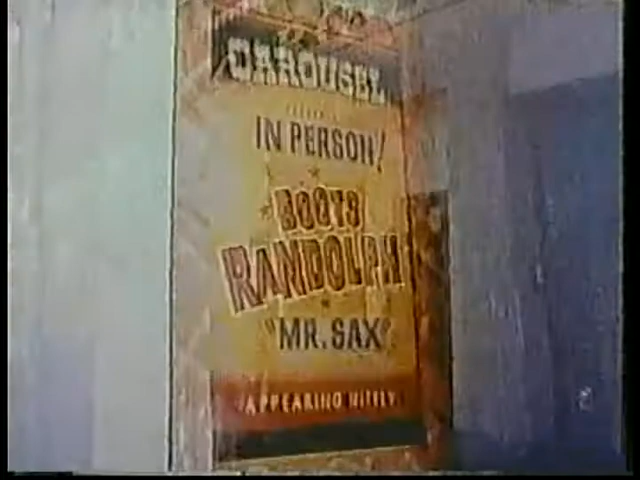 CAROUSEL
IN PERSON!
BOOTS
RANDOLPH
"MR. SAX"
APPEARING NITELY